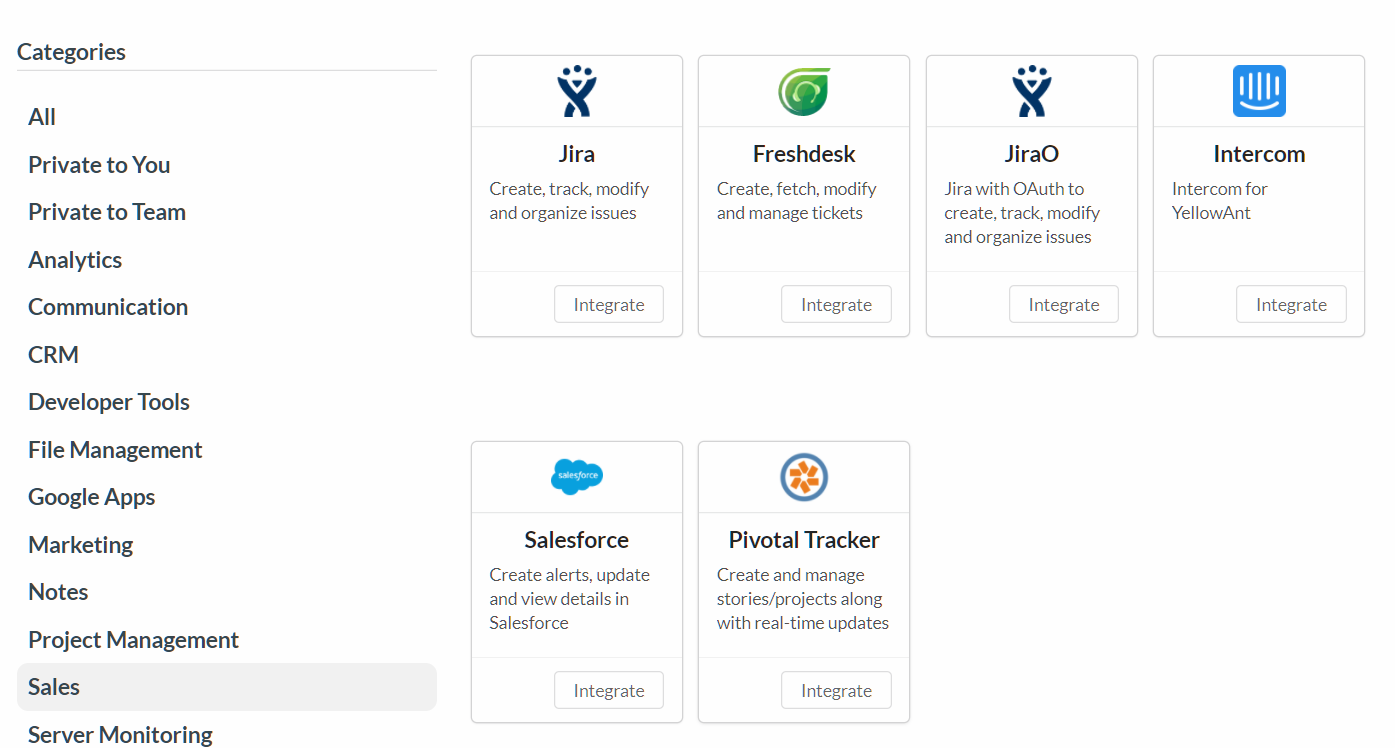 Categories
All
Private to You
Private to Team
Analytics
Communication
CRM
Developer Tools
File Management
Google Apps
Marketing
Notes
Project Management
Sales
Server Monitoring
Jira
Create, track, modify
and organize issues
Integrate
Freshdesk
Create, fetch, modify
and manage tickets
Integrate
JiraO
Jira with OAuth to
create, track, modify
and organize issues
Integrate
Intercom
Intercom for
YellowAnt
Integrate
salesforce
Salesforce
Create alerts, update
and view details in
Salesforce
Integrate
Pivotal Tracker
Create and manage
stories/projects along
with real-time updates
Integrate